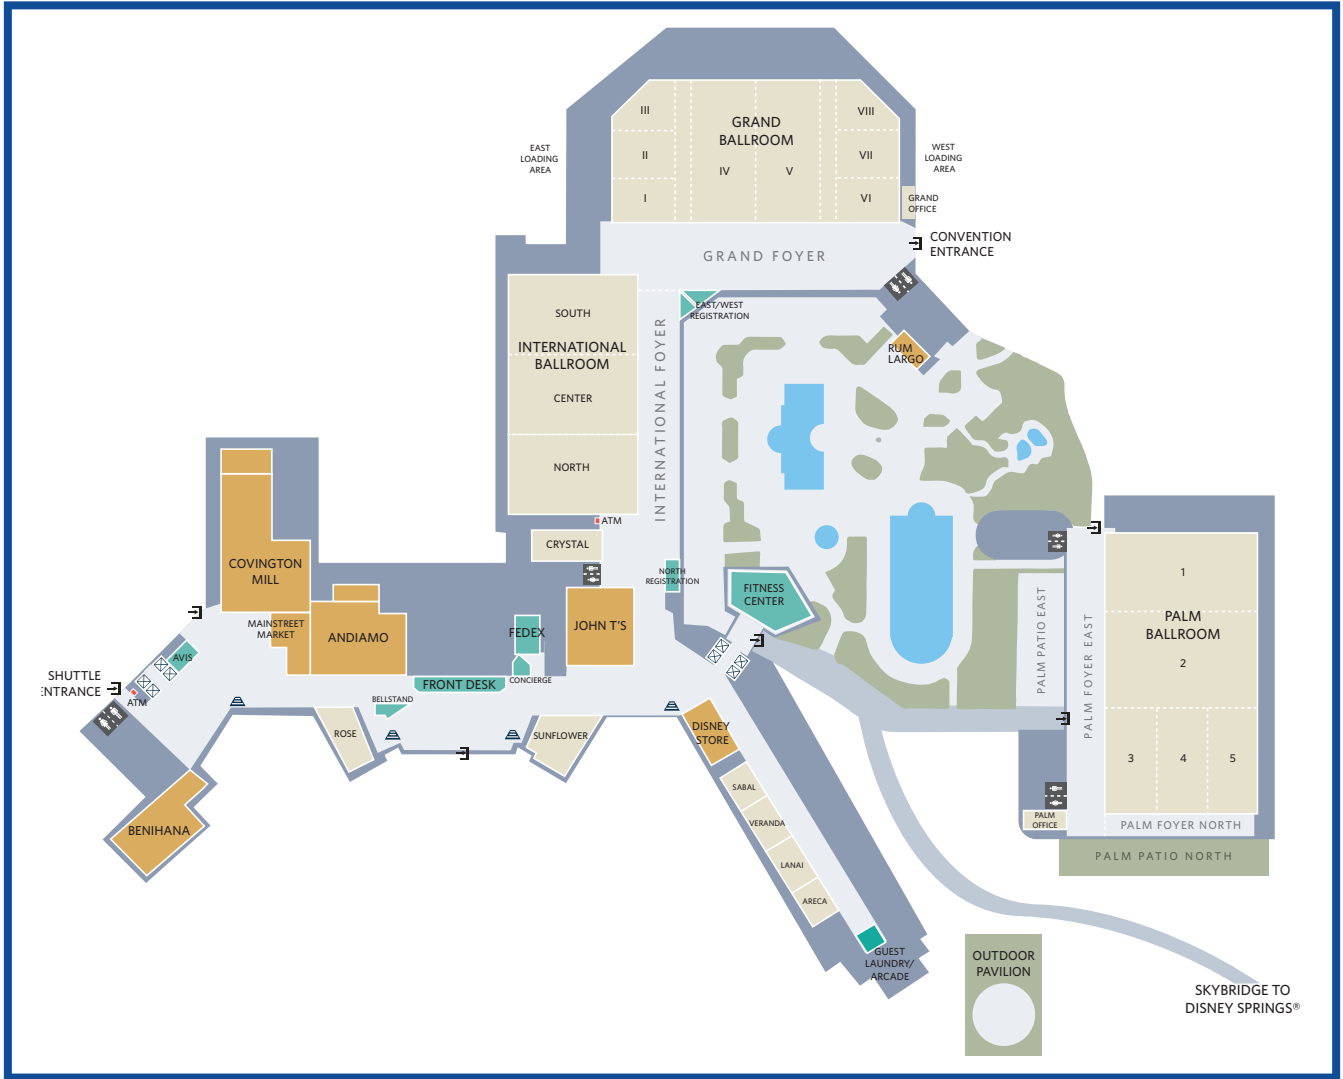 III
GRAND
BALLROOM
VIII
II
IV
V
VII
I
VI
EAST
LOADING
AREA
WEST
LOADING
AREA
GRAND
OFFICE
CONVENTION
ENTRANCE
GRAND FOYER
EAST/WEST
REGISTRATION
SOUTH
INTERNATIONAL
BALLROOM
CENTER
NORTH
INTERNATIONAL FOYER
RUM
LARGO
ATM
CRYSTAL
NORTH
REGISTRATION
FITNESS
CENTER
COVINGTON
MILL
MAINSTREET
MARKET
ANDIAMO
FEDEX
JOHN T'S
AVIS
SHUTTLE
ENTRANCE
ATM
FRONT DESK
CONCIERGE
BELLSTAND
ROSE
SUNFLOWER
DISNEY
STORE
BENIHANA
SABAL
VERANDA
LANAI
ARECA
GUEST
LAUNDRY/
ARCADE
1
PALM
BALLROOM
2
3
4
5
PALM PATIO EAST
PALM FOYER EAST
PALM
OFFICE
PALM FOYER NORTH
PALM PATIO NORTH
OUTDOOR
PAVILION
SKYBRIDGE TO
DISNEY SPRINGS®